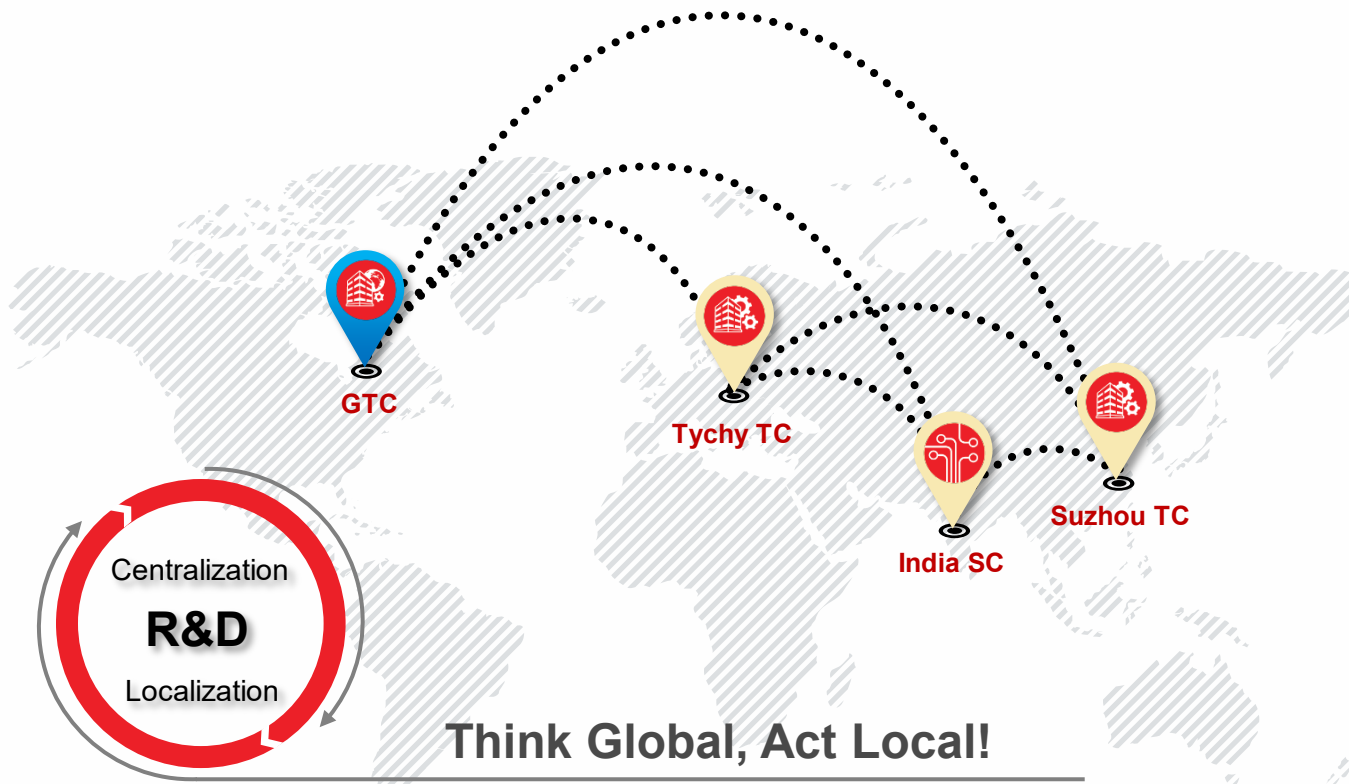 GTC
Tychy TC
Suzhou TC
India SC
Centralization
R&D
Localization
Think Global, Act Local!